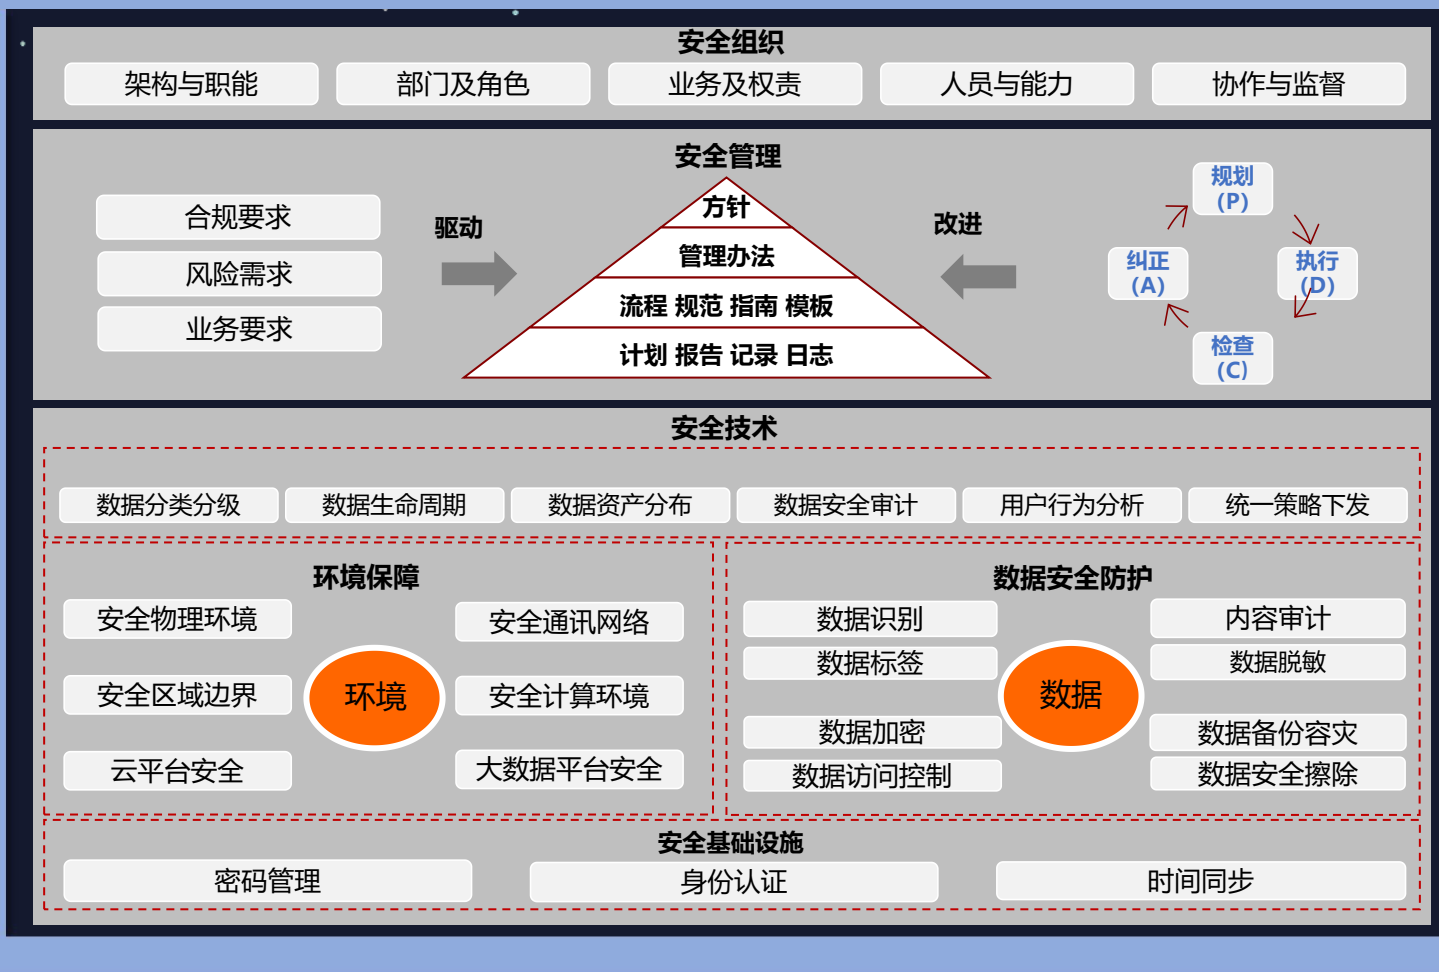 安全组织
架构与职能
部门及角色
业务及权责
人员与能力
协作与监督
安全管理
合规要求
风险需求
业务要求
驱动
方针
管理办法
流程 规范 指南 模板
计划 报告 记录 日志
改进
规划
(P)
执行
(D)
检查
(C)
纠正
(A)
安全技术
数据分类分级
数据生命周期
数据资产分布
数据安全审计
用户行为分析
统一策略下发
环境保障
安全物理环境
安全通讯网络
安全区域边界
环境
安全计算环境
云平台安全
大数据平台安全
数据安全防护
数据识别
内容审计
数据标签
数据脱敏
数据
数据加密
数据备份容灾
数据访问控制
数据安全擦除
安全基础设施
密码管理
身份认证
时间同步